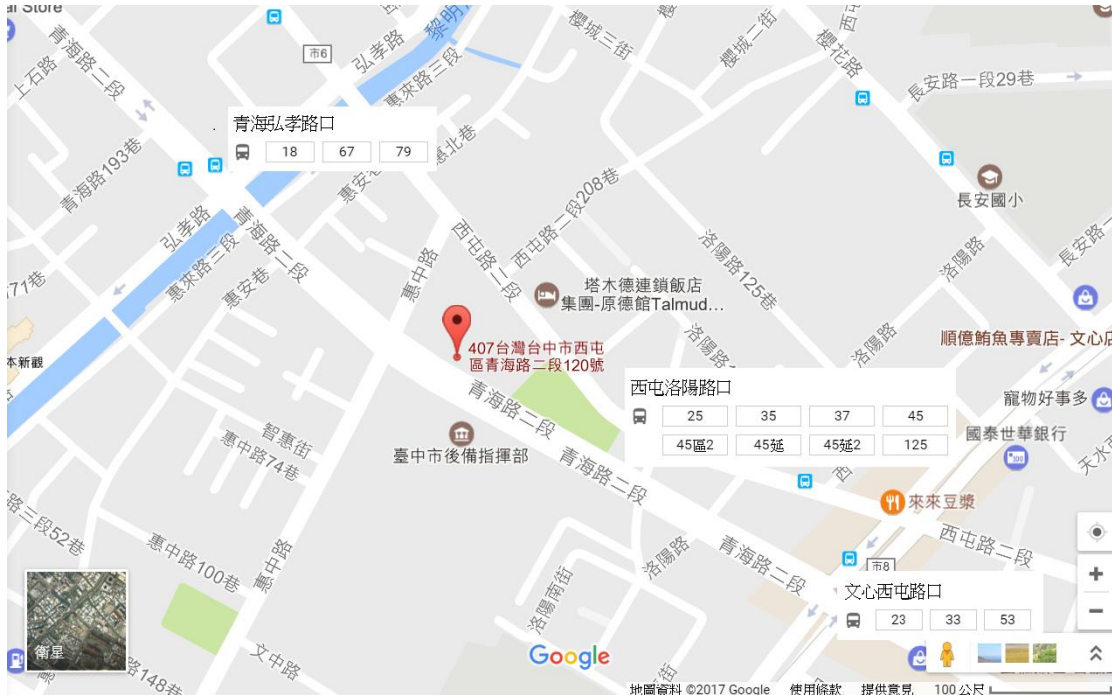 青海路二段
上石路
市6
弘孝路
黎明
惠來路三段
櫻城三街
櫻城二街
西屯
櫻花路
長安路一段29巷
青海弘孝路口
18 67 79
惠北巷
惠安巷
青海路193巷
弘孝路
青海路二段
惠來路三段
惠安巷
惠中路
西屯路二段
西屯路二段208巷
洛陽路125巷
長安國小
洛陽路
長安路一
塔木德連鎖飯店
集團-原德館Talmud…
407台灣台中市西屯
區青海路二段120號
洛陽路
洛陽路
順億鮪魚專賣店- 文心店
本新觀
西屯洛陽路口
25 35 37 45
45區2 45延 45延2 125
寵物好事多
國泰世華銀行
天水
青海路二段
臺中市後備指揮部
智惠街
惠中路74巷
青海路二段
西
來來豆漿
西屯路二段
路三段52巷
惠中路100巷
惠中路
洛陽路
洛陽南街
青海路二段
市8
文心西屯路口
23 33 53
衛星
文中路
路148巷
Google
地圖資料 ©2017 Google 使用條款 提供意見 100 公尺